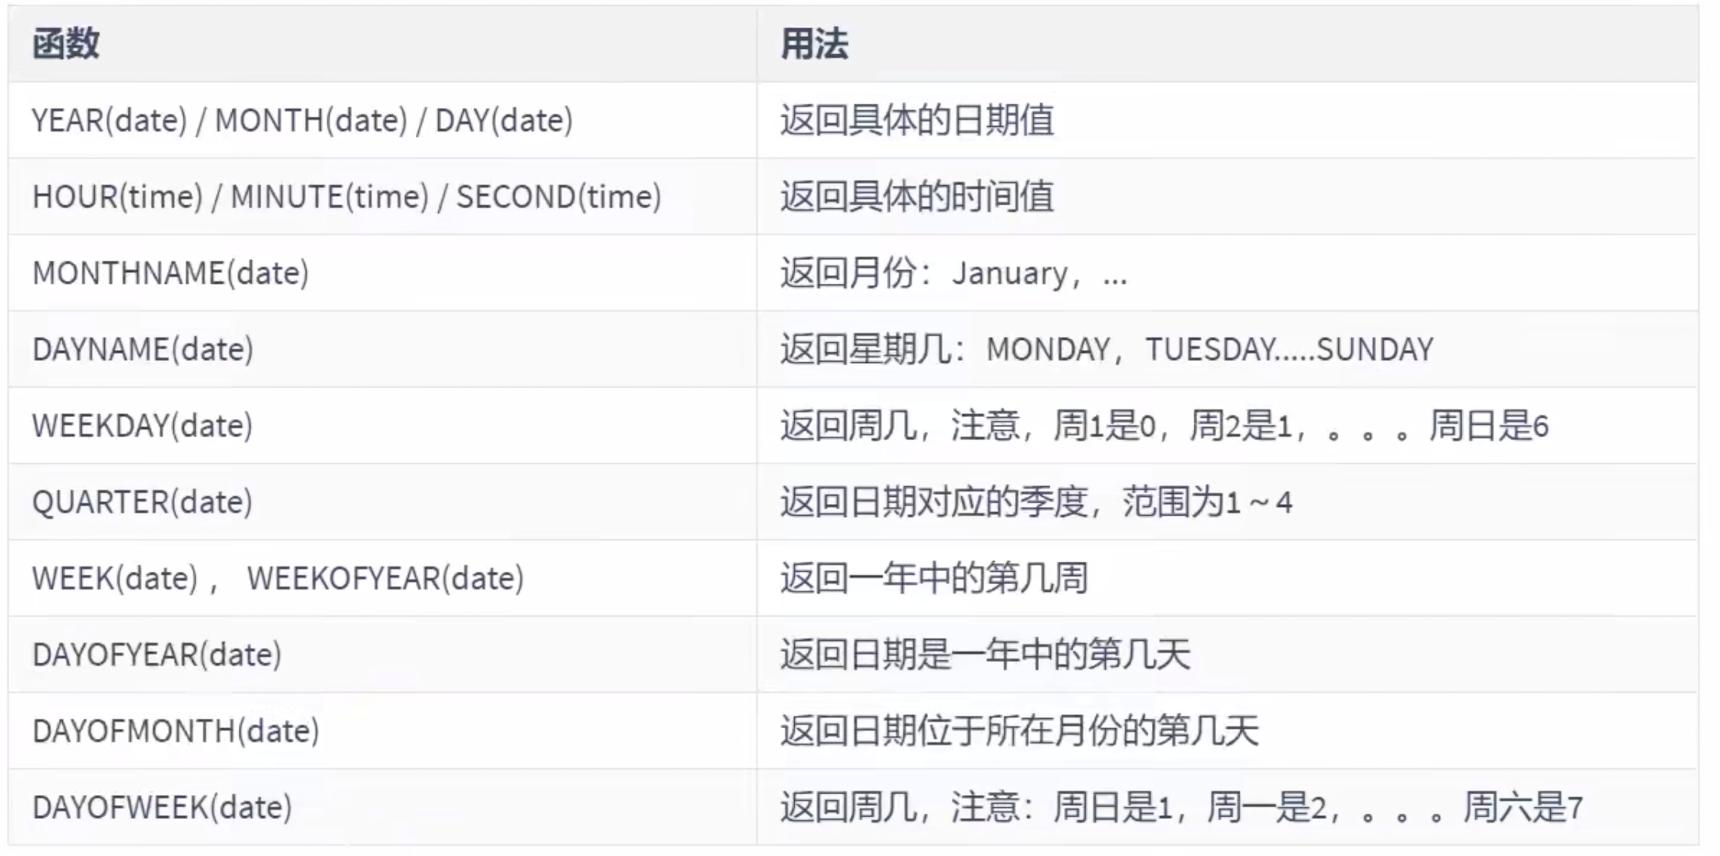 函数 用法
YEAR(date) / MONTH(date) / DAY(date) 返回具体的日期值
HOUR(time) / MINUTE(time) / SECOND(time) 返回具体的时间值
MONTHNAME(date) 返回月份：January，...
DAYNAME(date) 返回星期几：MONDAY，TUESDAY.....SUNDAY
WEEKDAY(date) 返回周几，注意，周1是0，周2是1，。。。周日是6
QUARTER(date) 返回日期对应的季度，范围为1～4
WEEK(date) ， WEEKOFYEAR(date) 返回一年中的第几周
DAYOFYEAR(date) 返回日期是一年中的第几天
DAYOFMONTH(date) 返回日期位于所在月份的第几天
DAYOFWEEK(date) 返回周几，注意：周日是1，周一是2，。。。周六是7